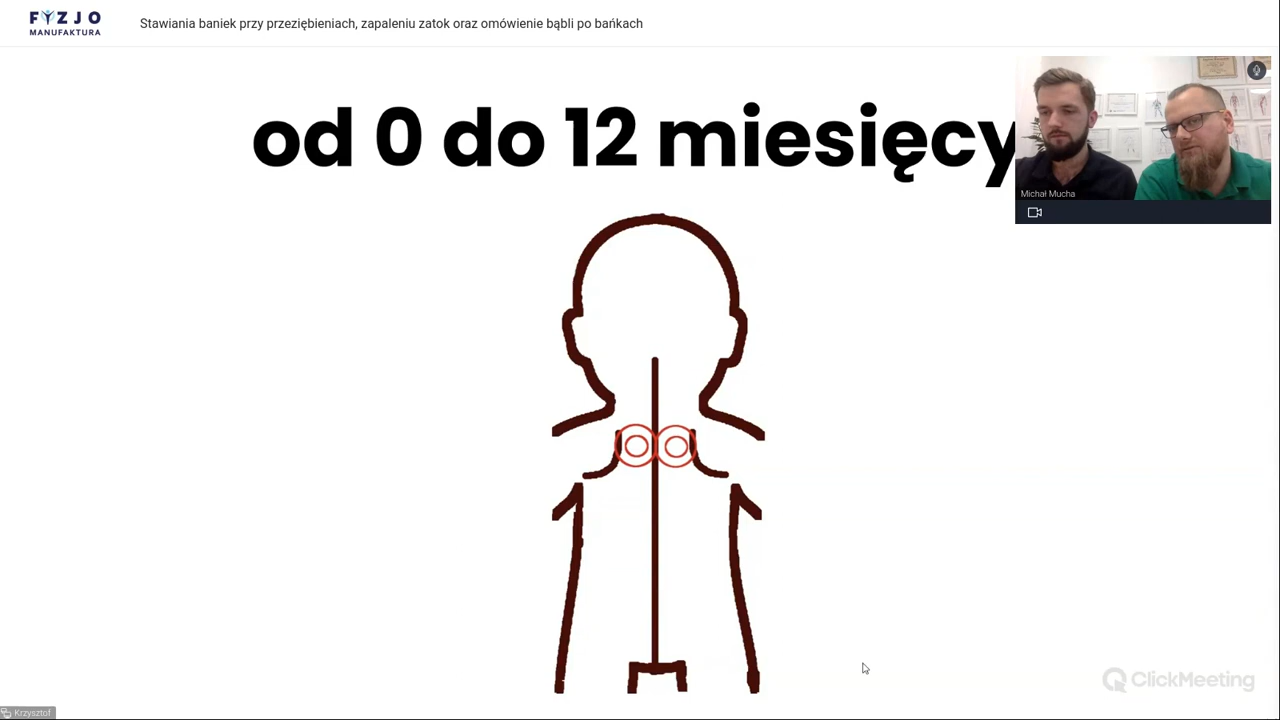 FYZJO
MANUFAKTURA
Stawiania baniek przy przeziębieniach, zapaleniu zatok oraz omówienie bąbli po bańkach
od 0 do 12 miesięcy
Michał Mucha
ClickMeeting
Krzysztof